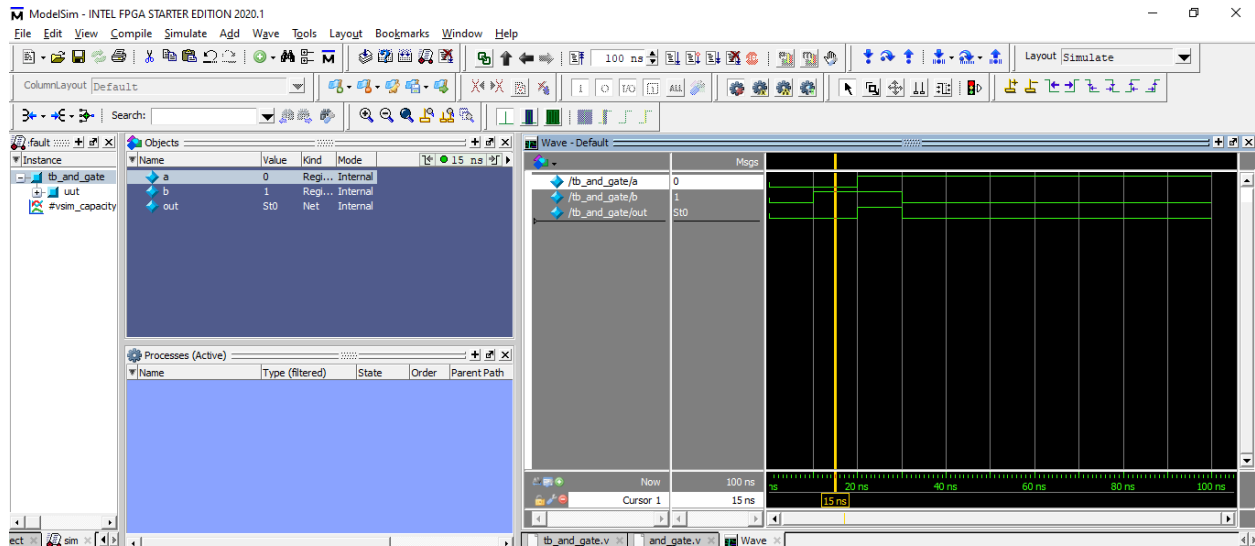 ModelSim - INTEL FPGA STARTER EDITION 2020.1
File Edit View Compile Simulate Add Wave Tools Layout Bookmarks Window Help
100 ns
Layout Simulate
ColumnLayout Default
I O I/O ALL
Search:
fault
Objects
15 ns
Wave - Default
Instance
Name Value Kind Mode
Msgs
tb_and_gate
a 0 Regi... Internal
/tb_and_gate/a 0
uut
b 1 Regi... Internal
/tb_and_gate/b 1
#vsim_capacity
out St0 Net Internal
/tb_and_gate/out St0
Processes (Active)
Name Type (filtered) State Order Parent Path
Now 100 ns
ns 20 ns 40 ns 60 ns 80 ns 100 ns
Cursor 1 15 ns
15 ns
ect sim
tb_and_gate.v and_gate.v Wave